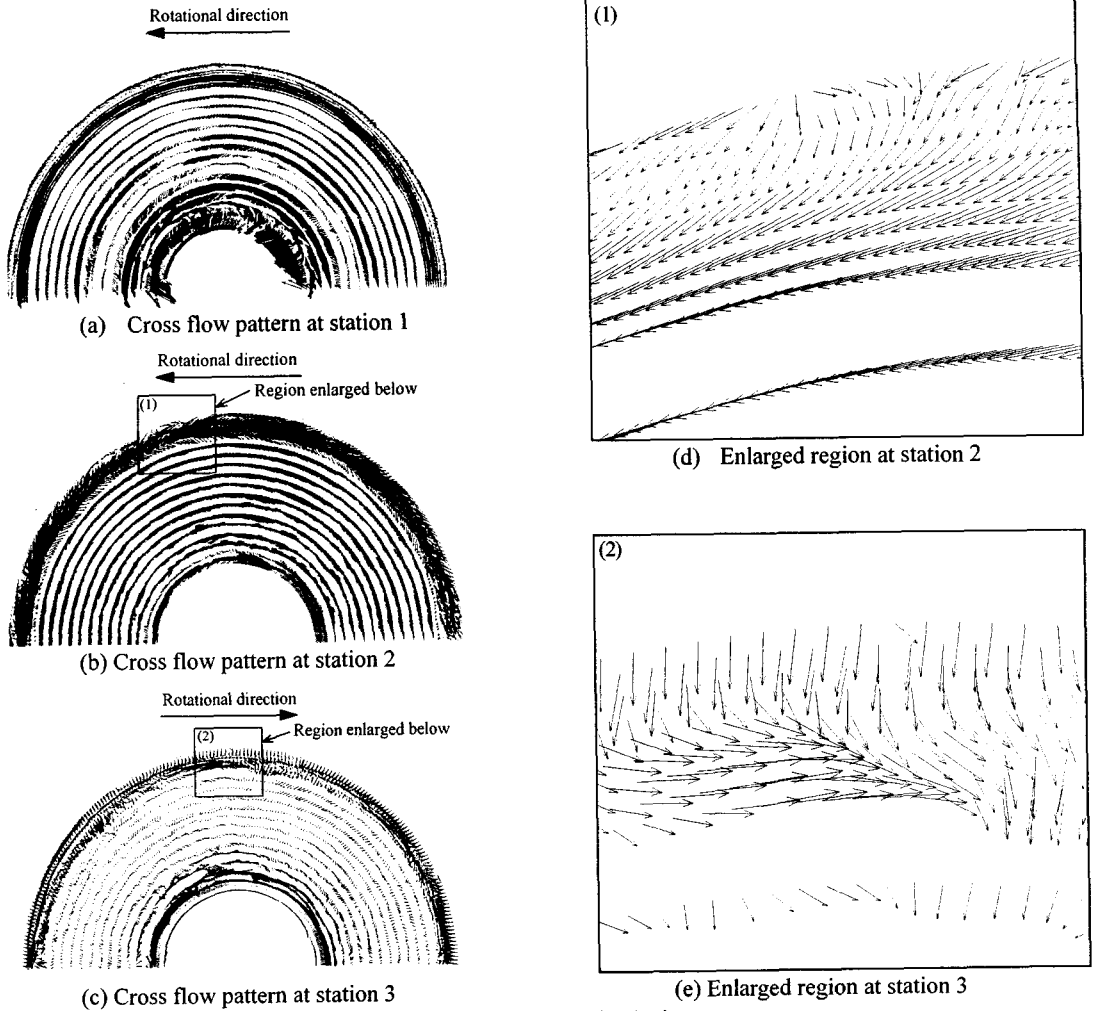 Rotational direction
(a) Cross flow pattern at station 1
Rotational direction
Region enlarged below
(1)
(b) Cross flow pattern at station 2
Rotational direction
Region enlarged below
(2)
(c) Cross flow pattern at station 3
(1)
(d) Enlarged region at station 2
(2)
(e) Enlarged region at station 3